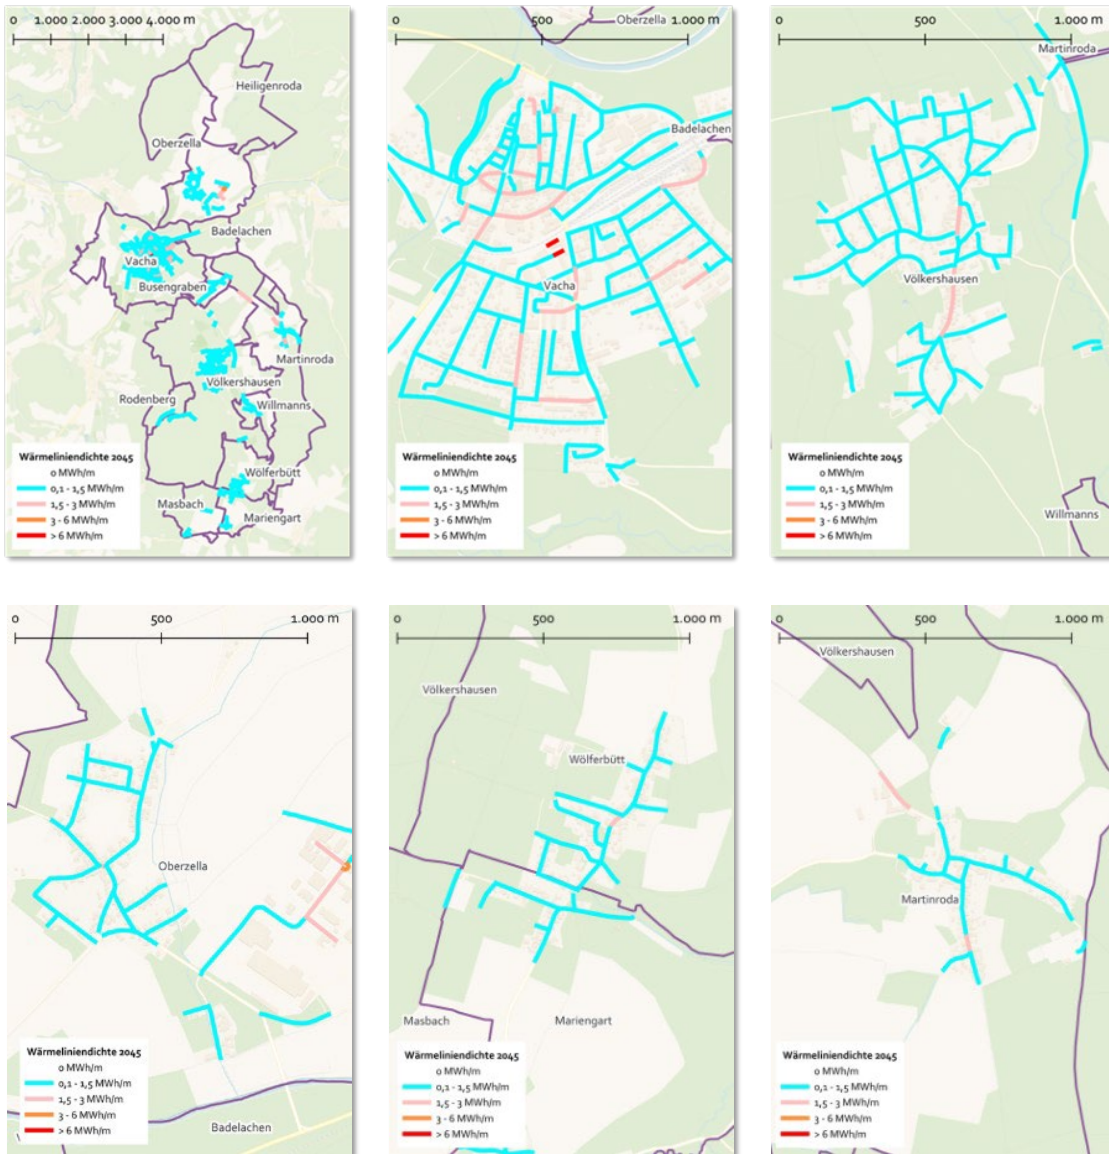 0 1.000 2.000 3.000 4.000 m
Heiligenroda
Oberzella
Badelachen
Vacha
Busengraben
Martinroda
Völkershausen
Rodenberg
Willmanns
Wölferbütt
Masbach
Mariengart
Wärmeliniendichte 2045
0 MWh/m
0,1 - 1,5 MWh/m
1,5 - 3 MWh/m
3 - 6 MWh/m
> 6 MWh/m
0 500 1.000 m
Oberzella
Badelachen
Vacha
Wärmeliniendichte 2045
0 MWh/m
0,1 - 1,5 MWh/m
1,5 - 3 MWh/m
3 - 6 MWh/m
> 6 MWh/m
0 500 1.000 m
Martinroda
Völkershausen
Willmanns
Wärmeliniendichte 2045
0 MWh/m
0,1 - 1,5 MWh/m
1,5 - 3 MWh/m
3 - 6 MWh/m
> 6 MWh/m
0 500 1.000 m
Oberzella
Badelachen
Wärmeliniendichte 2045
0 MWh/m
0,1 - 1,5 MWh/m
1,5 - 3 MWh/m
3 - 6 MWh/m
> 6 MWh/m
0 500 1.000 m
Völkershausen
Wölferbütt
Masbach
Mariengart
Wärmeliniendichte 2045
0 MWh/m
0,1 - 1,5 MWh/m
1,5 - 3 MWh/m
3 - 6 MWh/m
> 6 MWh/m
0 500 1.000 m
Völkershausen
Martinroda
Wärmeliniendichte 2045
0 MWh/m
0,1 - 1,5 MWh/m
1,5 - 3 MWh/m
3 - 6 MWh/m
> 6 MWh/m